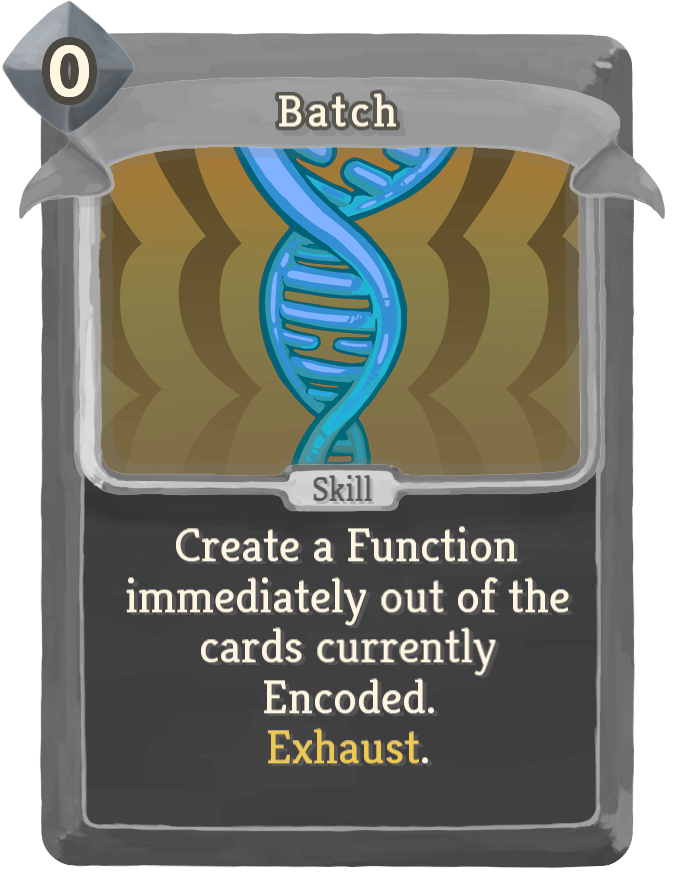 0
Batch
Skill
Create a Function
immediately out of the
cards currently
Encoded.
Exhaust.